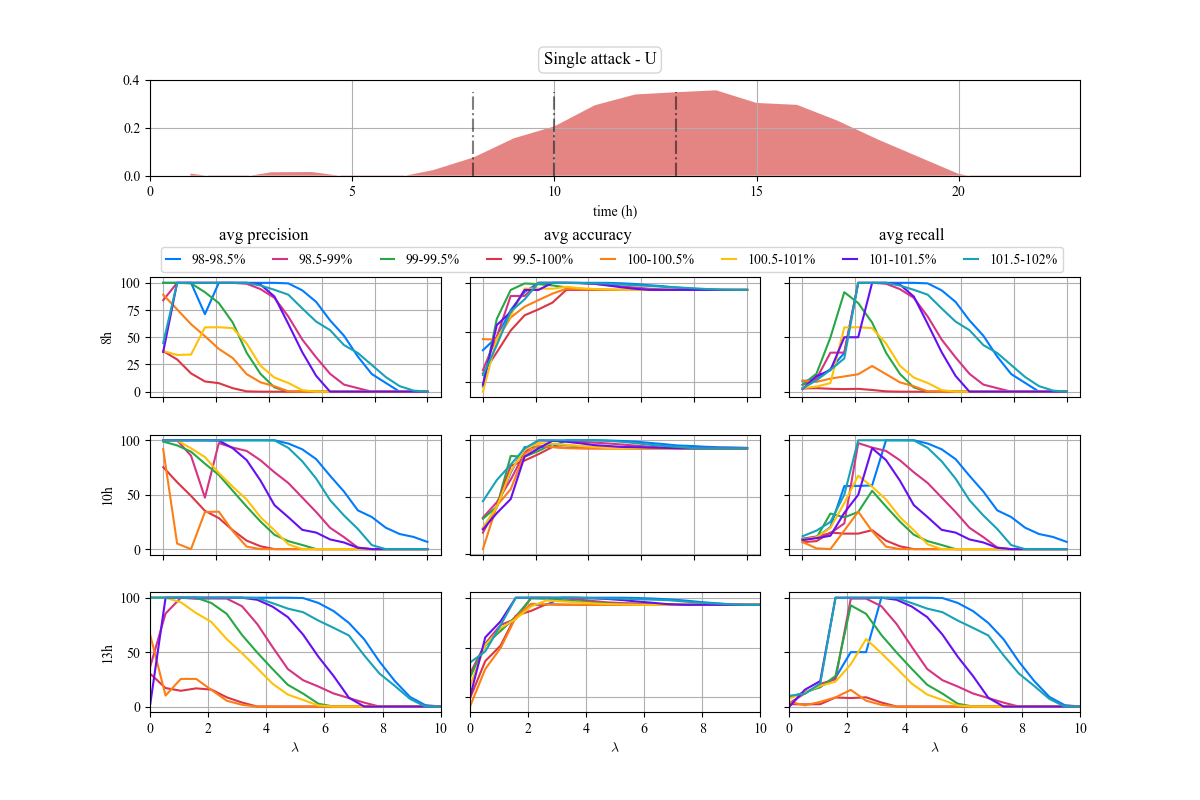 Single attack - U
0.4
0.2
0.0
0 5 10 15 20
time (h)
avg precision avg accuracy avg recall
98-98.5% 98.5-99% 99-99.5% 99.5-100% 100-100.5% 100.5-101% 101-101.5% 101.5-102%
100
75
50
25
0
8h
100
50
0
10h
100
50
0
13h
0 2 4 6 8 10 0 2 4 6 8 10 0 2 4 6 8 10
λ λ λ